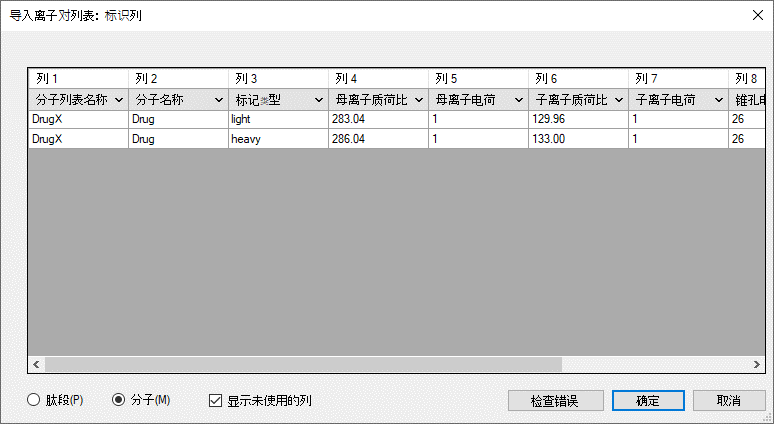 导入离子对列表：标识列
列 1 列 2 列 3 列 4 列 5 列 6 列 7 列 8
分子列表名称 分子名称 标记类型 母离子质荷比 母离子电荷 子离子质荷比 子离子电荷 锥孔电
DrugX Drug light 283.04 1 129.96 1 26
DrugX Drug heavy 286.04 1 133.00 1 26
肽段(P) 分子(M) 显示未使用的列 检查错误 确定 取消